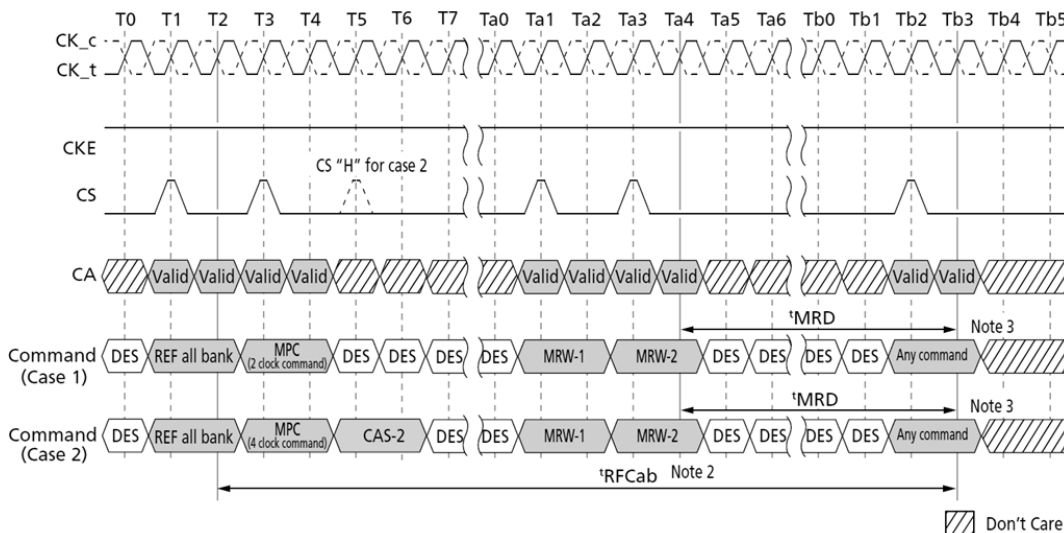 T0 T1 T2 T3 T4 T5 T6 T7 Ta0 Ta1 Ta2 Ta3 Ta4 Ta5 Ta6 Tb0 Tb1 Tb2 Tb3 Tb4 Tb5
CK_c
CK_t
CKE
CS "H" for case 2
CS
CA Valid Valid Valid Valid Valid Valid Valid Valid Valid Valid
tMRD Note 3
Command (Case 1) DES REF all bank MPC (2 clock command) DES DES DES DES MRW-1 MRW-2 DES DES DES DES Any command
tMRD Note 3
Command (Case 2) DES REF all bank MPC (4 clock command) CAS-2 DES DES MRW-1 MRW-2 DES DES DES DES Any command
tRFCab Note 2
Don't Care